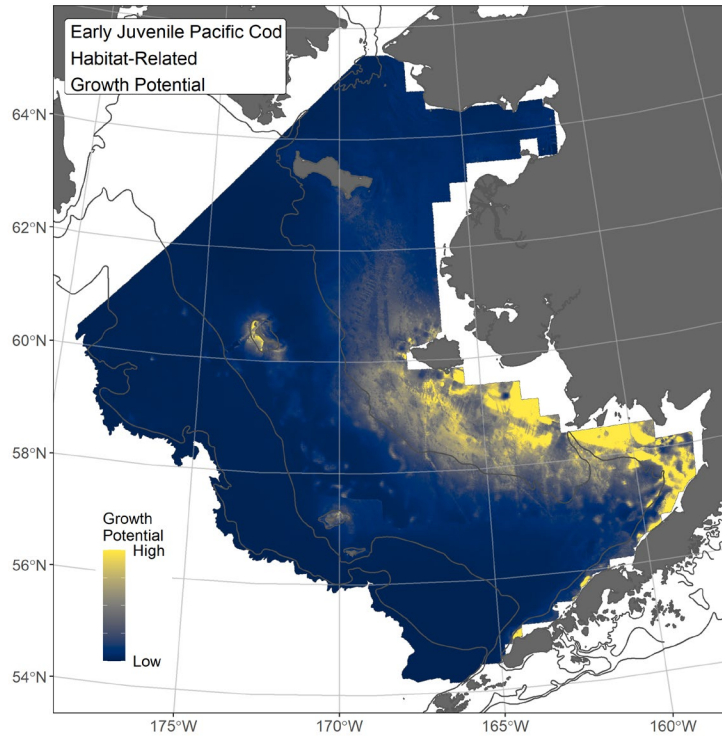 Early Juvenile Pacific Cod
Habitat-Related
Growth Potential
64°N
62°N
60°N
58°N
56°N
54°N
Growth
Potential
High
Low
175°W
170°W
165°W
160°W